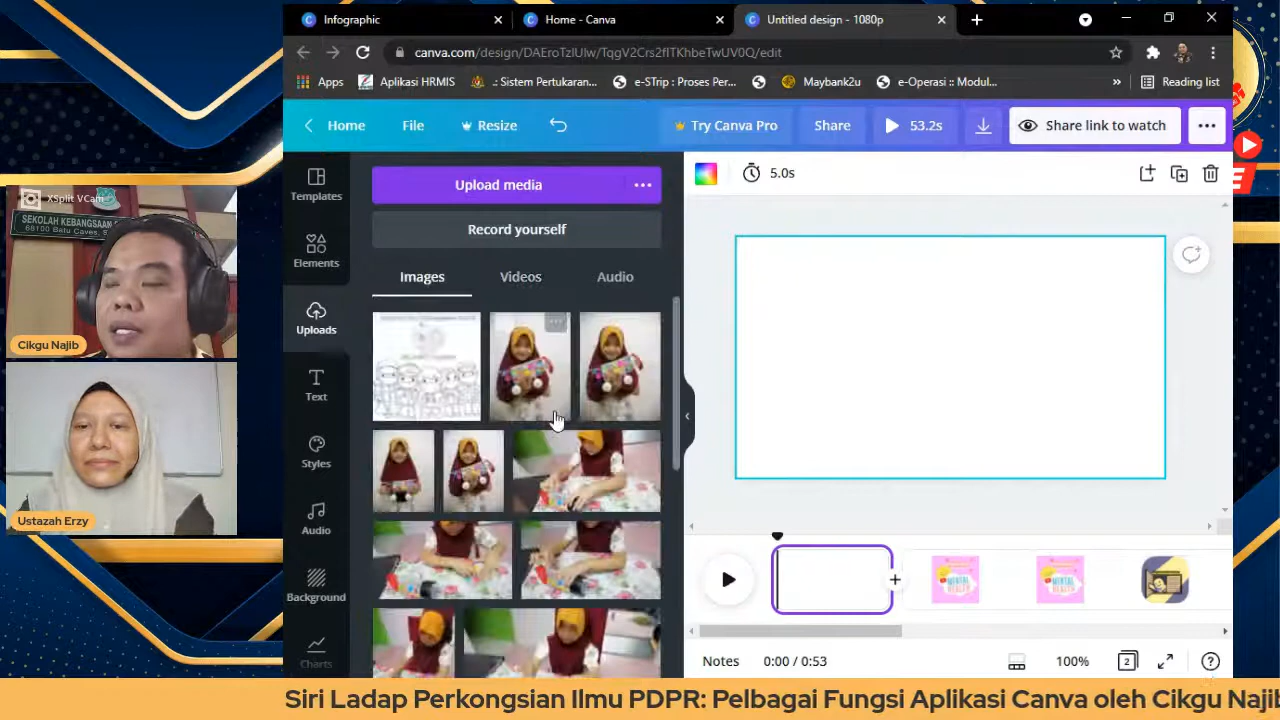 Infographic
Home - Canva
Untitled design - 1080p
canva.com/design/DAEroTzlUlw/TqgV2Crs2fITKhbeTwUV0Q/edit
Apps
Aplikasi HRMIS
.: Sistem Pertukaran...
e-STrip : Proses Per...
Maybank2u
e-Operasi :: Modul...
»
Reading list
Home
File
Resize
Try Canva Pro
Share
53.2s
Share link to watch
Templates
Elements
Uploads
Text
Styles
Audio
Background
Charts
Upload media
Record yourself
Images
Videos
Audio
5.0s
MENTAL
HEALTH
MENTAL
HEALTH
Notes
0:00 / 0:53
100%
2
XSplit VCam
SEKOLAH KEBANGSAAN
68100 Batu Caves, S
Cikgu Najib
Ustazah Erzy
Siri Ladap Perkongsian Ilmu PDPR: Pelbagai Fungsi Aplikasi Canva oleh Cikgu Najib